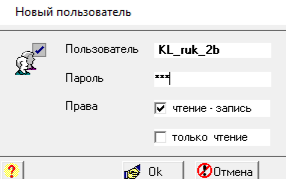 Новый пользователь
Пользователь KL_ruk_2b
Пароль ***
Права чтение - запись
только чтение
? Ok Отмена